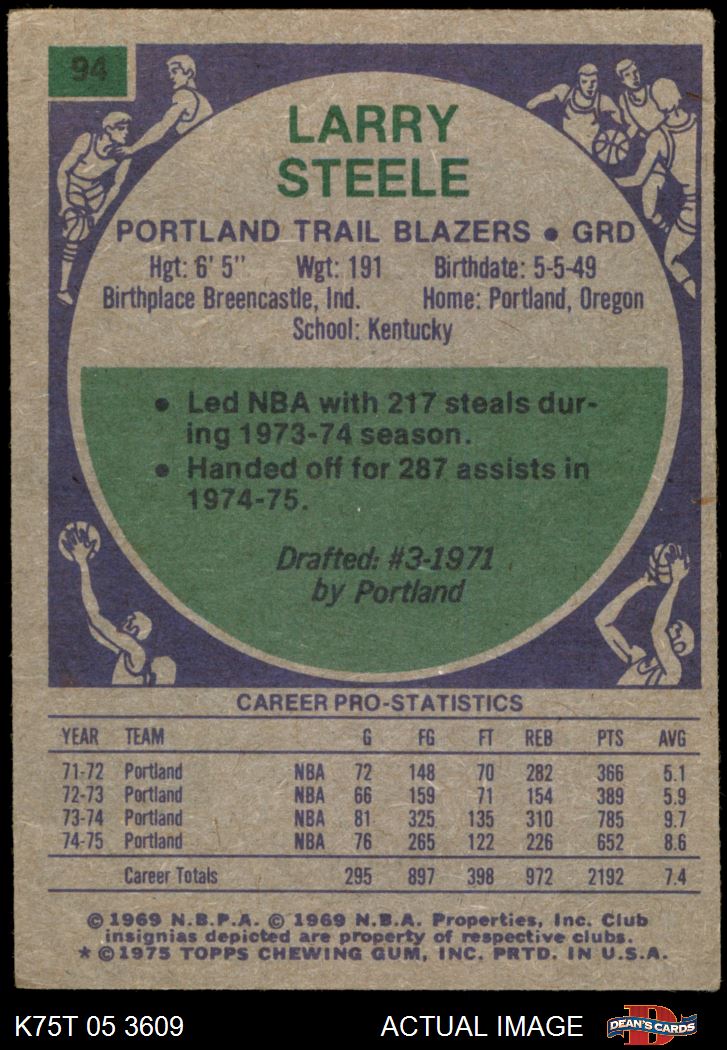 94
LARRY
STEELE
PORTLAND TRAIL BLAZERS • GRD
Hgt: 6' 5" Wgt: 191 Birthdate: 5-5-49
Birthplace Breencastle, Ind. Home: Portland, Oregon
School: Kentucky
• Led NBA with 217 steals dur-
ing 1973-74 season.
• Handed off for 287 assists in
1974-75.
Drafted: #3-1971
by Portland
CAREER PRO-STATISTICS
YEAR TEAM G FG FT REB PTS AVG
71-72 Portland NBA 72 148 70 282 366 5.1
72-73 Portland NBA 66 159 71 154 389 5.9
73-74 Portland NBA 81 325 135 310 785 9.7
74-75 Portland NBA 76 265 122 226 652 8.6
Career Totals 295 897 398 972 2192 7.4
© 1969 N.B.P.A. © 1969 N.B.A. Properties, Inc. Club
insignias depicted are property of respective clubs.
* © 1975 TOPPS CHEWING GUM, INC. PRTD. IN U.S.A.
K75T 05 3609 ACTUAL IMAGE D DEAN'S CARDS